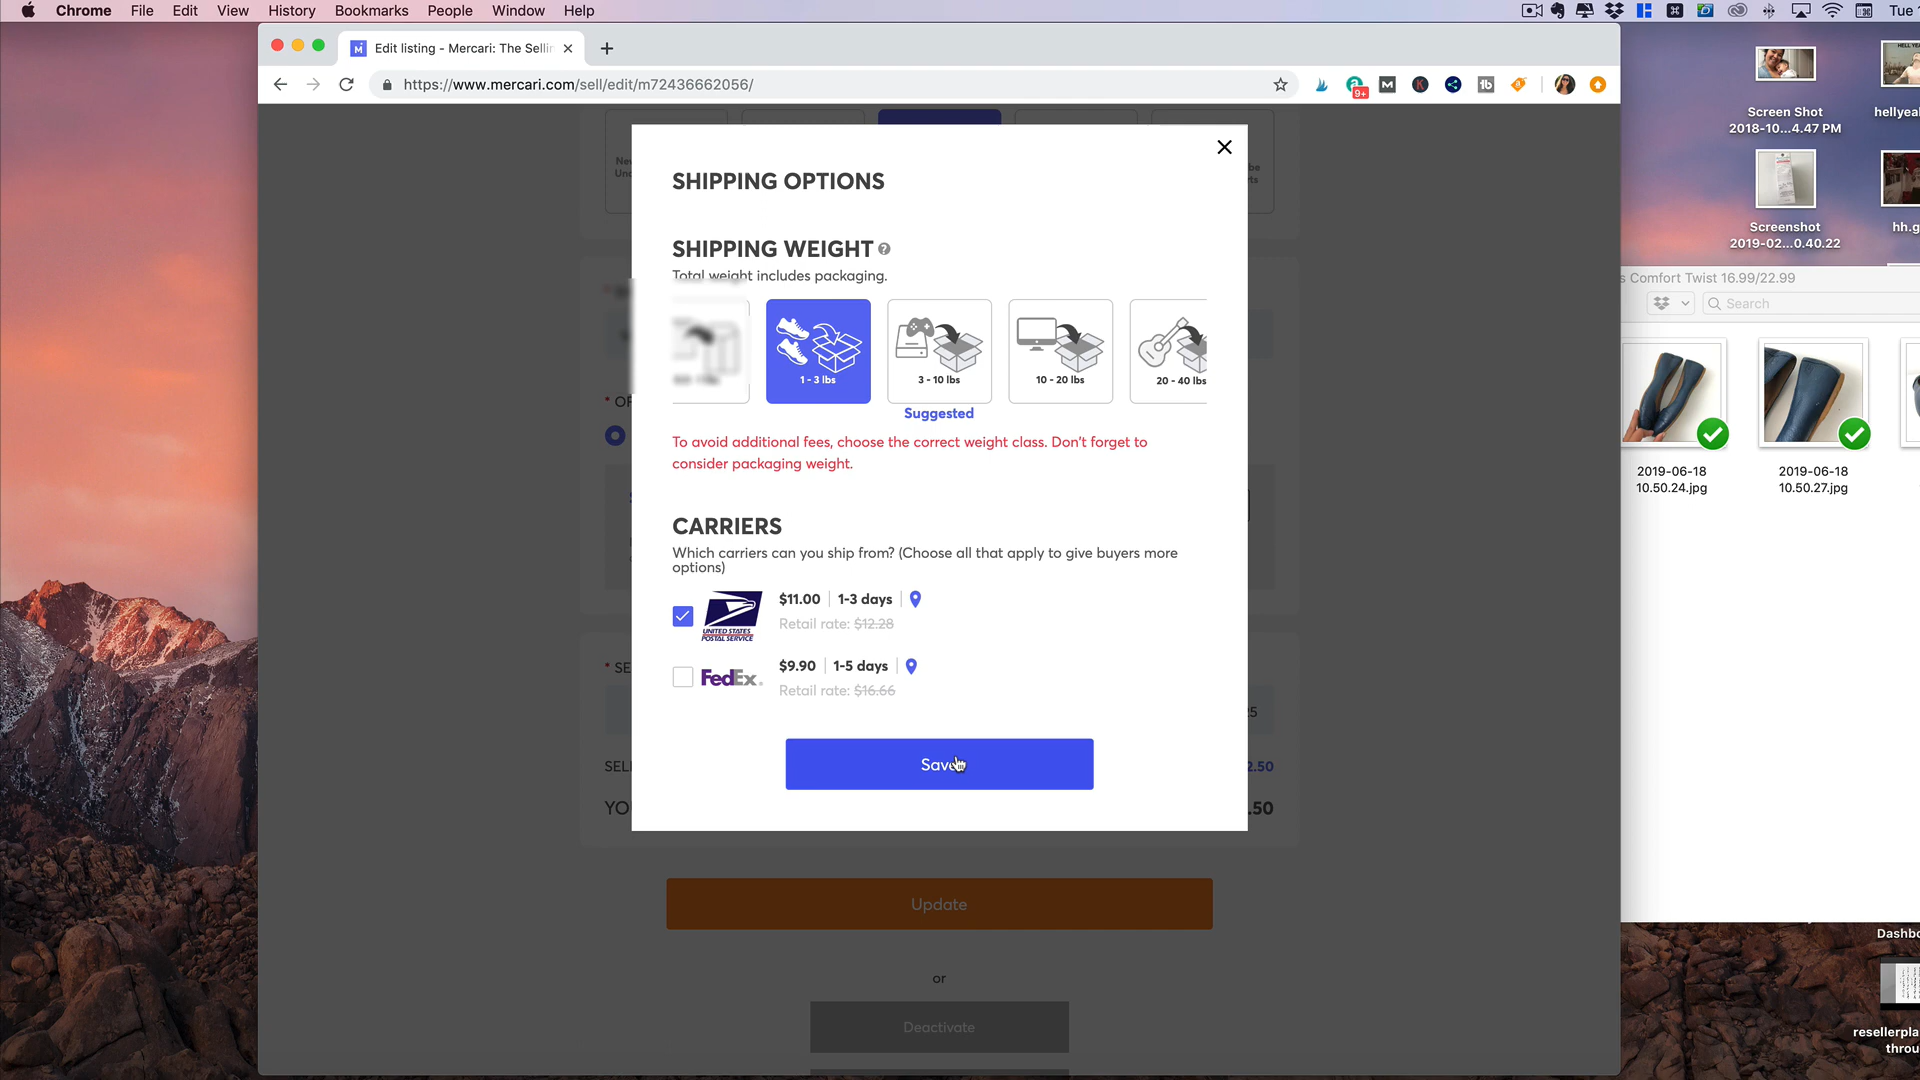 Chrome File Edit View History Bookmarks People Window Help Tue
Edit listing - Mercari: The Sellin
https://www.mercari.com/sell/edit/m72436662056/
9+
SHIPPING OPTIONS
SHIPPING WEIGHT ?
Total weight includes packaging.
1 - 3 lbs
3 - 10 lbs
10 - 20 lbs
20 - 40 lbs
Suggested
To avoid additional fees, choose the correct weight class. Don't forget to
consider packaging weight.
CARRIERS
Which carriers can you ship from? (Choose all that apply to give buyers more
options)
UNITED STATES
POSTAL SERVICE
$11.00 1-3 days
Retail rate: $12.28
FedEx
$9.90 1-5 days
Retail rate: $16.66
Save
SELL
2.50
YO
.50
Update
or
Deactivate
Screen Shot
2018-10...4.47 PM
hellyeal
Screenshot
2019-02...0.40.22
hh.g
s Comfort Twist 16.99/22.99
Search
2019-06-18
10.50.24.jpg
2019-06-18
10.50.27.jpg
Dashbo
resellerpla
throu